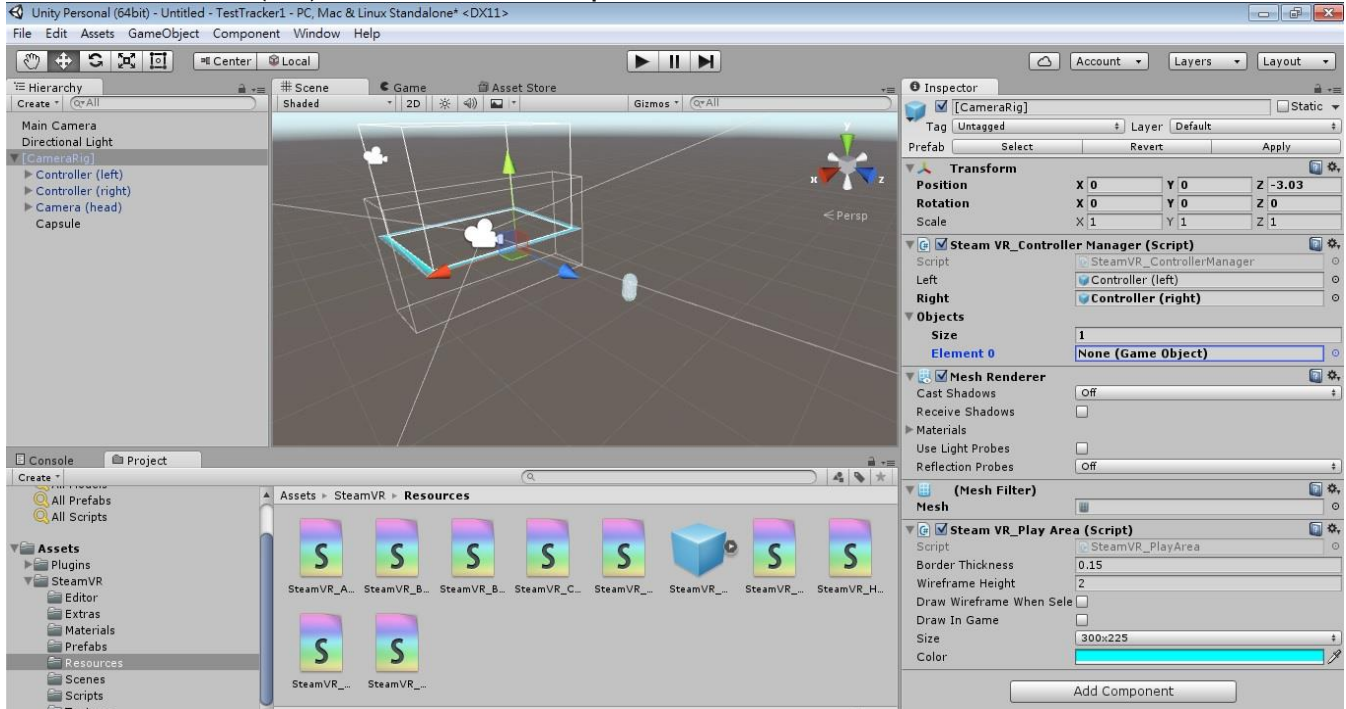 Unity Personal (64bit) - Untitled - TestTracker1 - PC, Mac & Linux Standalone* <DX11>
File Edit Assets GameObject Component Window Help
Center Local Account Layers Layout
Hierarchy
Create All
Main Camera
Directional Light
[CameraRig]
Controller (left)
Controller (right)
Camera (head)
Capsule
Scene Game Asset Store
Shaded 2D Gizmos All
y
x z
Persp
Inspector
[CameraRig] Static
Tag Untagged Layer Default
Prefab Select Revert Apply
Transform
Position X 0 Y 0 Z -3.03
Rotation X 0 Y 0 Z 0
Scale X 1 Y 1 Z 1
Steam VR_Controller Manager (Script)
Script SteamVR_ControllerManager
Left Controller (left)
Right Controller (right)
Objects
Size 1
Element 0 None (Game Object)
Mesh Renderer
Cast Shadows Off
Receive Shadows
Materials
Use Light Probes
Reflection Probes Off
(Mesh Filter)
Mesh
Steam VR_Play Area (Script)
Script SteamVR_PlayArea
Border Thickness 0.15
Wireframe Height 2
Draw Wireframe When Sele
Draw In Game
Size 300x225
Color
Add Component
Console Project
Create
All Prefabs
All Scripts
Assets
Plugins
SteamVR
Editor
Extras
Materials
Prefabs
Resources
Scenes
Scripts
Assets SteamVR Resources
S S S S S S S
SteamVR_A... SteamVR_B... SteamVR_B... SteamVR_C... SteamVR_... SteamVR_... SteamVR_... SteamVR_H...
S S
SteamVR_... SteamVR_...